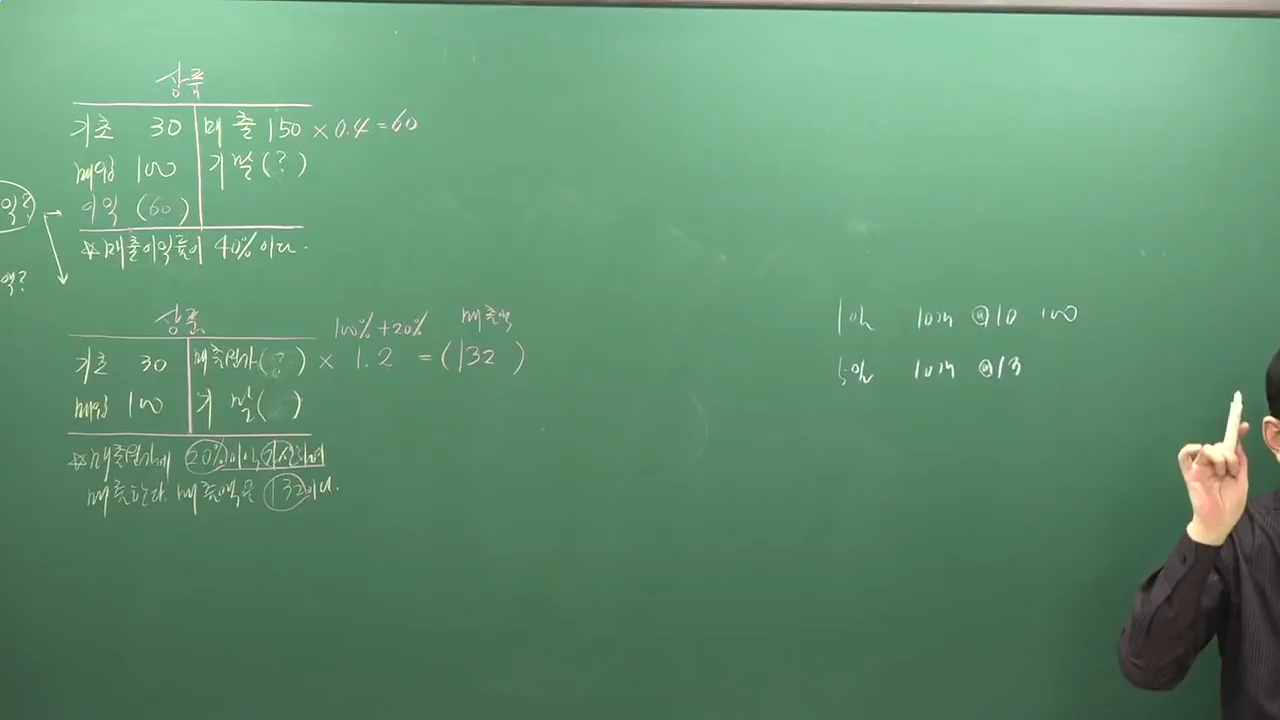 상품
기초 30 매출 150 × 0.4 = 60
매입 100 기말(?)
이익 (60)
익?
☆매출이익률이 40%이다.
액?
상품
100%+20% 매출액
기초 30 매출원가(?) × 1.2 = (132)
매입 100 기말( )
☆매출원가에 20%이익 가산하여
매출한다. 매출액은 132이다.
1월 10개 @10 100
5월 10개 @13